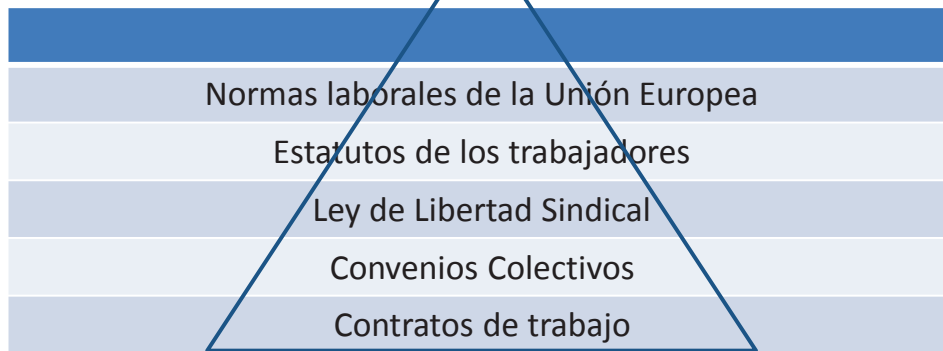 Normas laborales de la Unión Europea
Estatutos de los trabajadores
Ley de Libertad Sindical
Convenios Colectivos
Contratos de trabajo